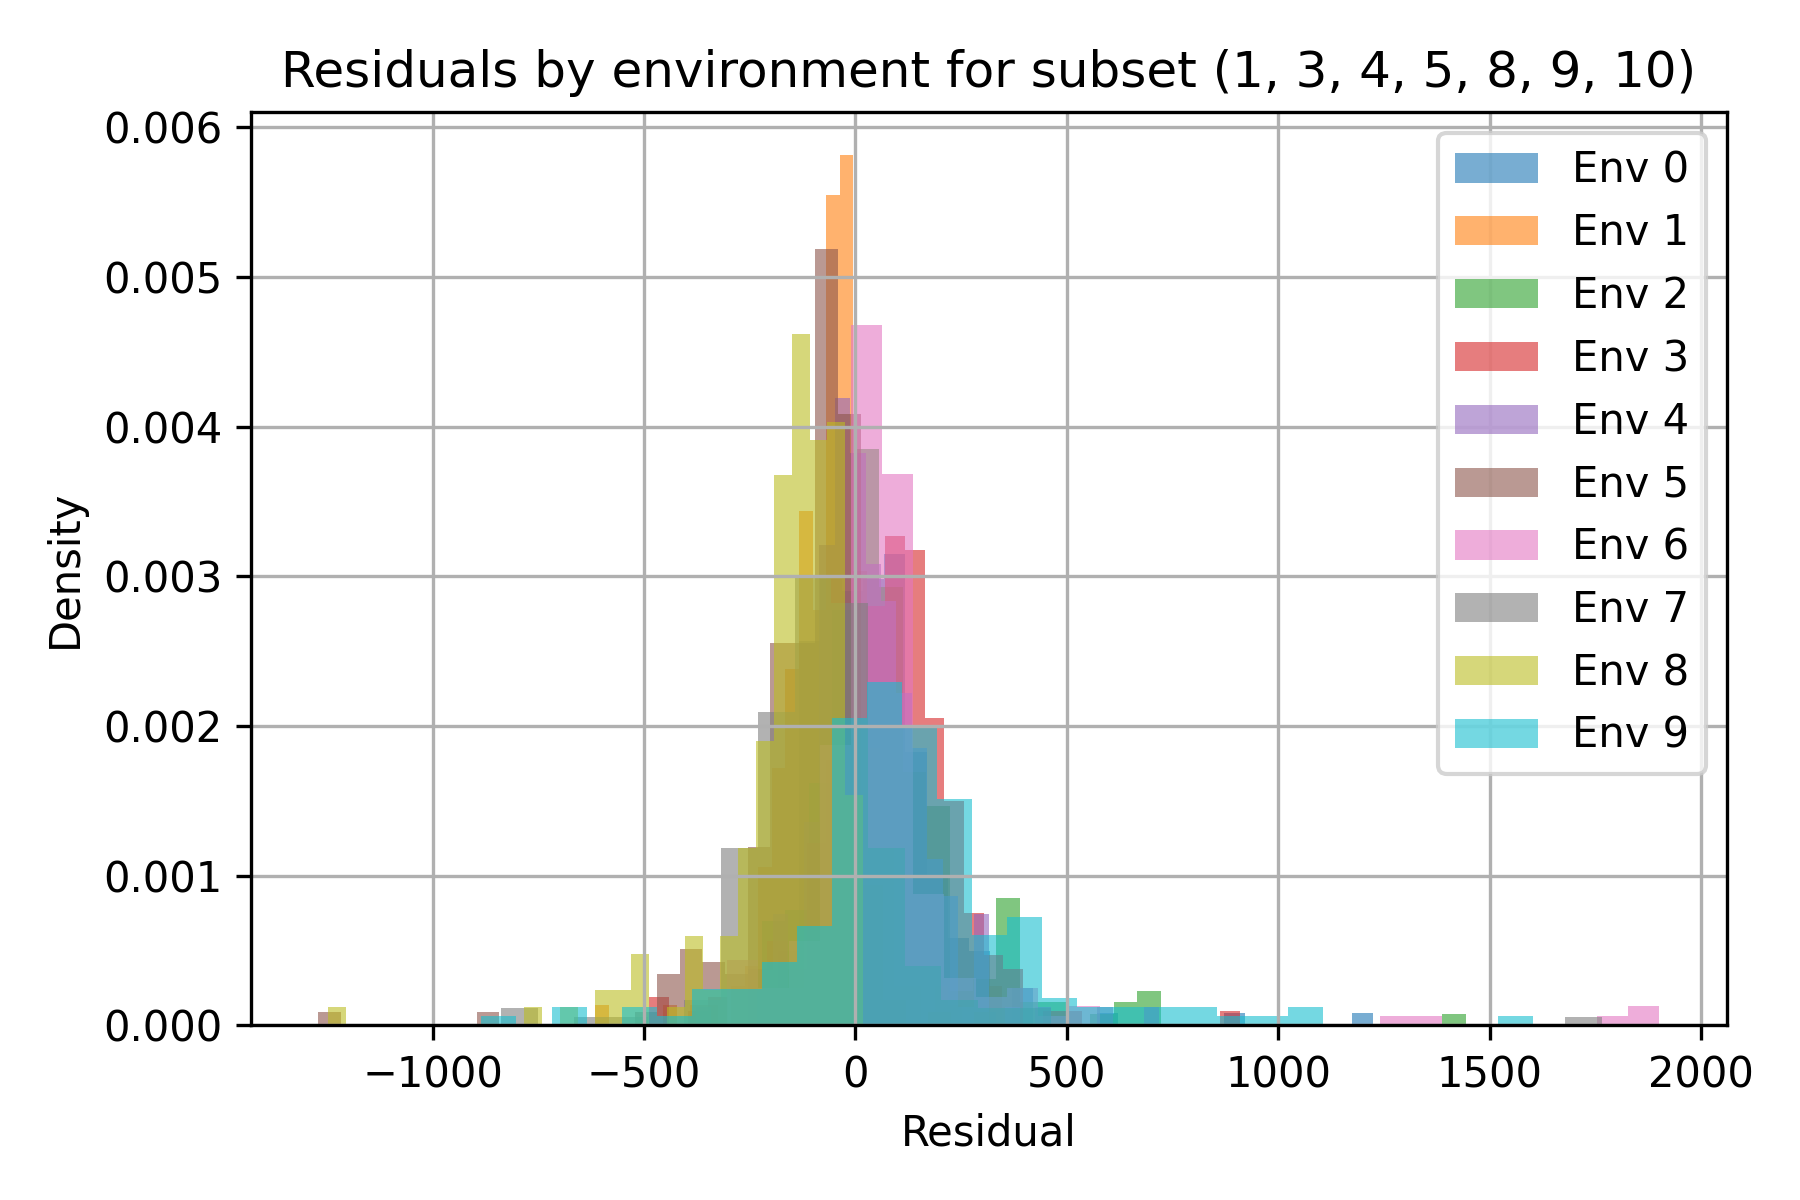 Residuals by environment for subset (1, 3, 4, 5, 8, 9, 10)
0.006
0.005
0.004
0.003
0.002
0.001
0.000
Density
−1000
−500
0
500
1000
1500
2000
Residual
Env 0
Env 1
Env 2
Env 3
Env 4
Env 5
Env 6
Env 7
Env 8
Env 9